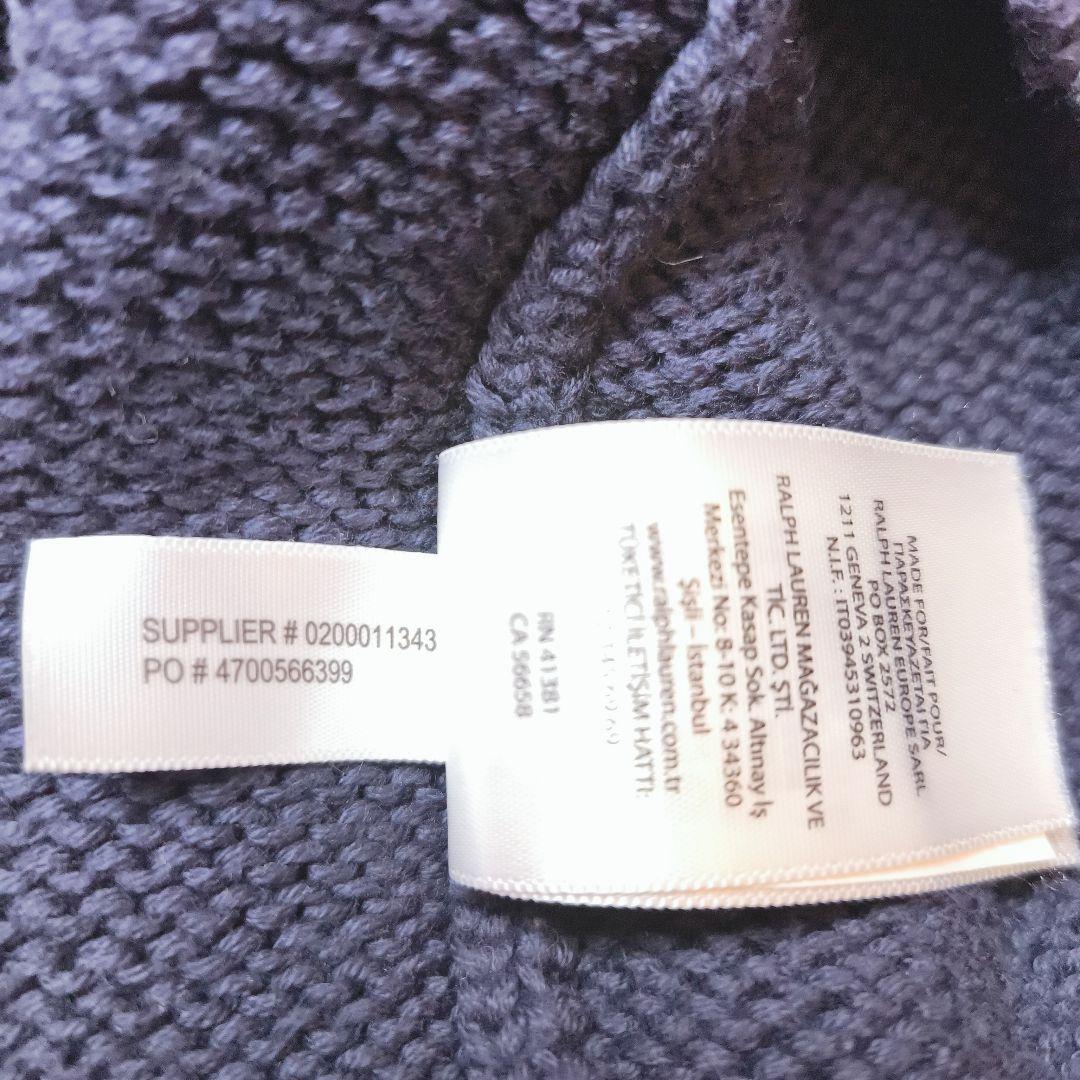 SUPPLIER # 0200011343
PO # 4700566399
MADE FOR/FAIT POUR/
ΠΑΡΑΣΚΕΥΑΖΕΤΑΙ ΓΙΑ
RALPH LAUREN EUROPE SARL
PO BOX 2572
1211 GENEVA 2 SWITZERLAND
N.I.F.: IT03945310963
RALPH LAUREN MAĞAZACILIK VE
TİC. LTD. ŞTİ.
Esentepe Kasap Sok. Altınay İş
Merkezi No: 8-10 K: 4 34360
Şişli – İstanbul
www.ralphlauren.com.tr
TÜKETİCİ İLETİŞİM HATTI:
RN 41381
CA 56658